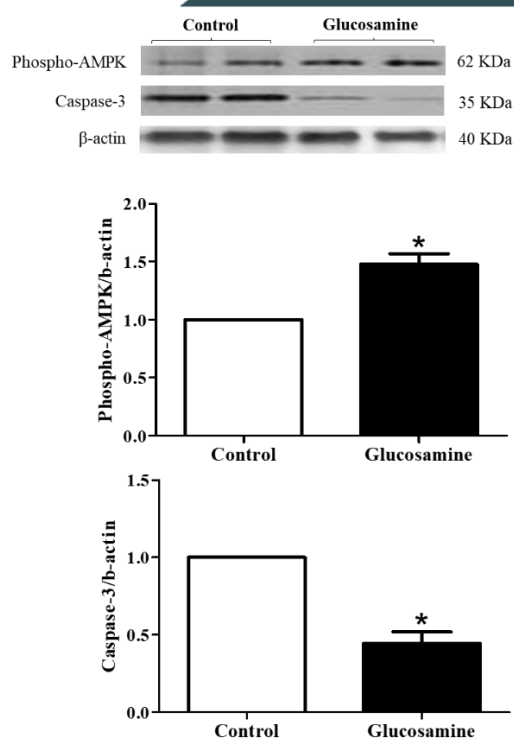 Control Glucosamine
Phospho-AMPK 62 KDa
Caspase-3 35 KDa
β-actin 40 KDa
Phospho-AMPK/b-actin
2.0
1.5
1.0
0.5
0.0
*
Control Glucosamine
Caspase-3/b-actin
1.5
1.0
0.5
0.0
*
Control Glucosamine